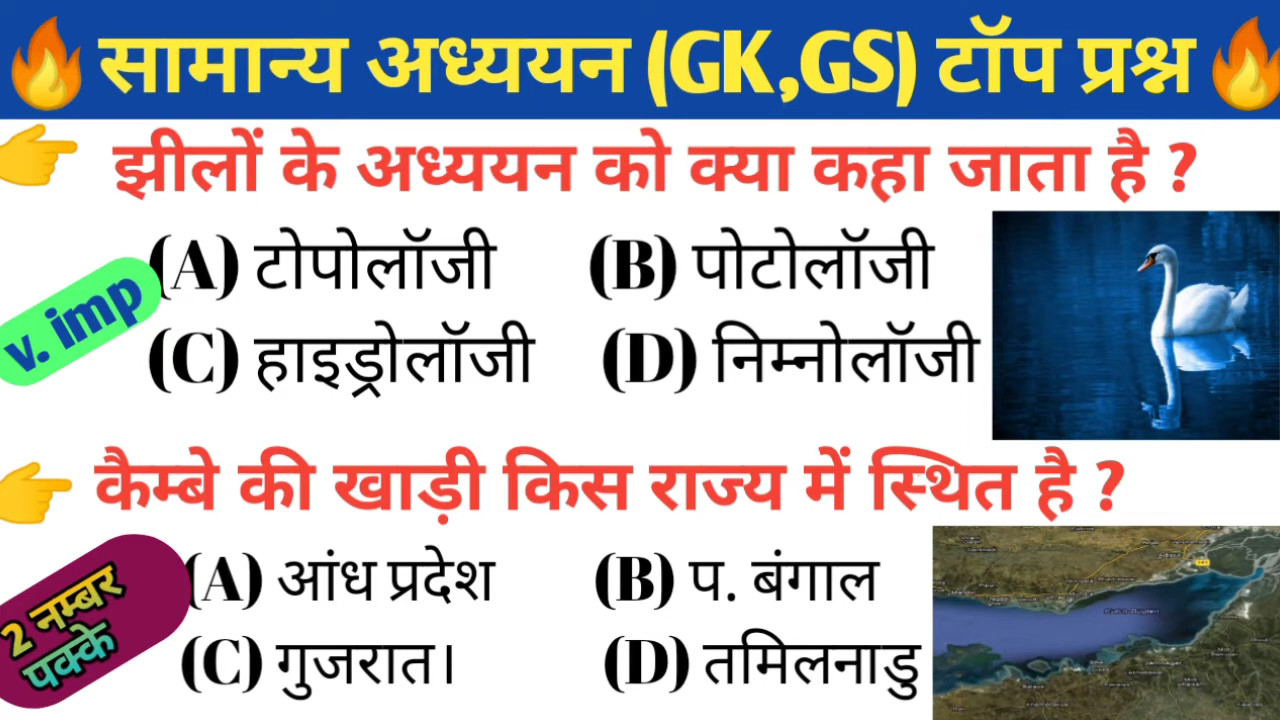 सामान्य अध्ययन (GK,GS) टॉप प्रश्न
झीलों के अध्ययन को क्या कहा जाता है ?
(A) टोपोलॉजी (B) पोटोलॉजी
v. imp
(C) हाइड्रोलॉजी (D) निम्नोलॉजी
कैम्बे की खाड़ी किस राज्य में स्थित है ?
(A) आंध प्रदेश (B) प. बंगाल
2 नम्बर
पक्के
(C) गुजरात। (D) तमिलनाडु